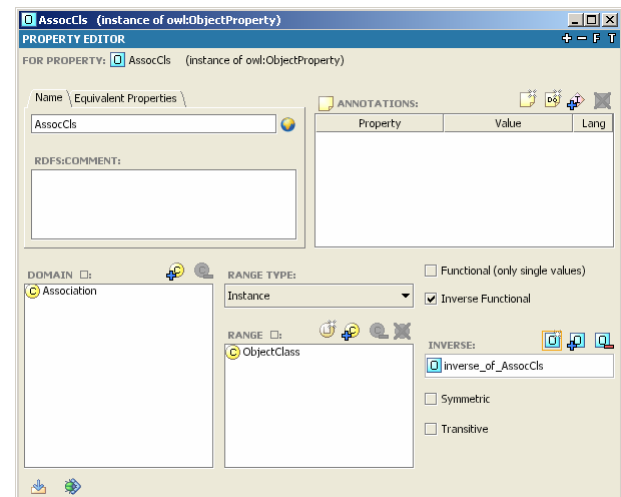 AssocCls (instance of owl:ObjectProperty)
PROPERTY EDITOR
+ − F T
FOR PROPERTY: AssocCls (instance of owl:ObjectProperty)
Name Equivalent Properties
ANNOTATIONS:
AssocCls
Property Value Lang
RDFS:COMMENT:
DOMAIN
RANGE TYPE:
Functional (only single values)
Association
Instance
Inverse Functional
RANGE
INVERSE:
ObjectClass
inverse_of_AssocCls
Symmetric
Transitive